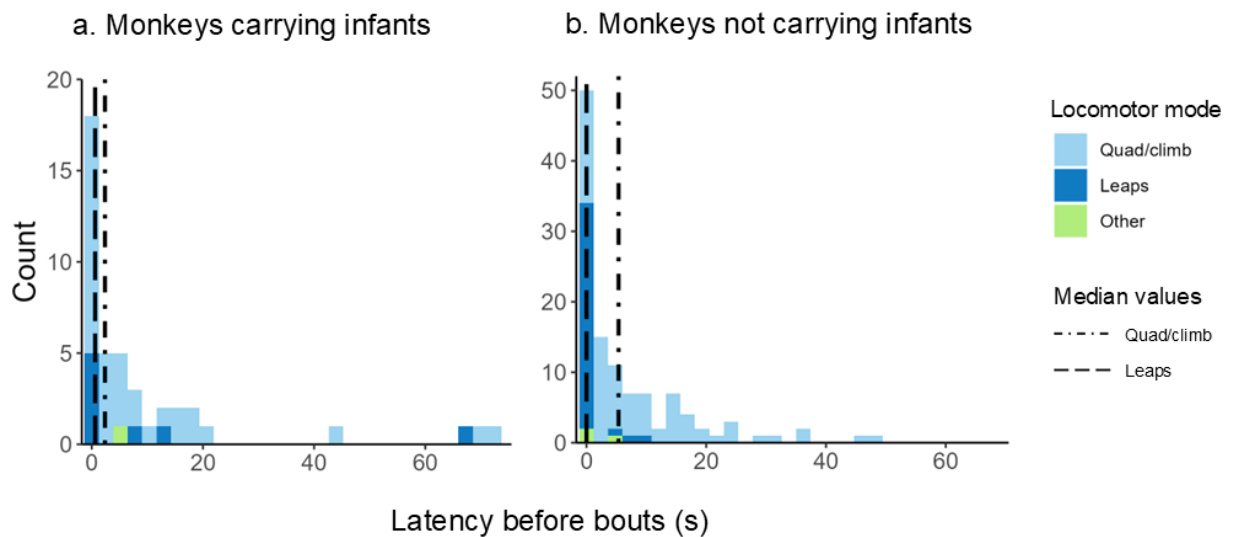 a. Monkeys carrying infants
b. Monkeys not carrying infants
Count
20
15
10
5
0
0 20 40 60
50
40
30
20
10
0
0 20 40 60
Latency before bouts (s)
Locomotor mode
Quad/climb
Leaps
Other
Median values
Quad/climb
Leaps